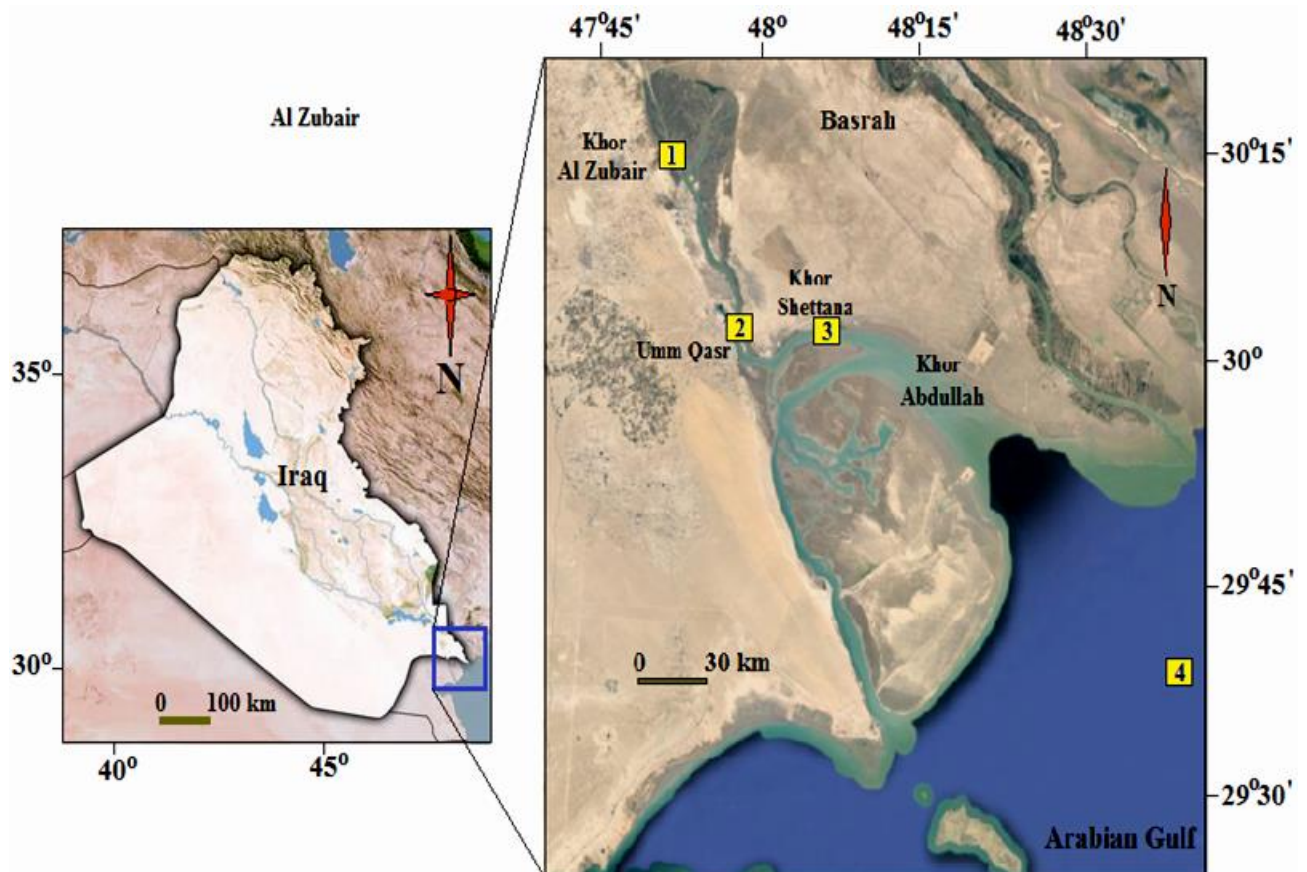 Al Zubair
35°
30°
40°
45°
Iraq
N
0 100 km
47°45'
48°
48°15'
48°30'
30°15'
30°
29°45'
29°30'
Khor
Al Zubair
1
Basrah
N
Khor
Shettana
2
3
Umm Qasr
Khor
Abdullah
0 30 km
4
Arabian Gulf